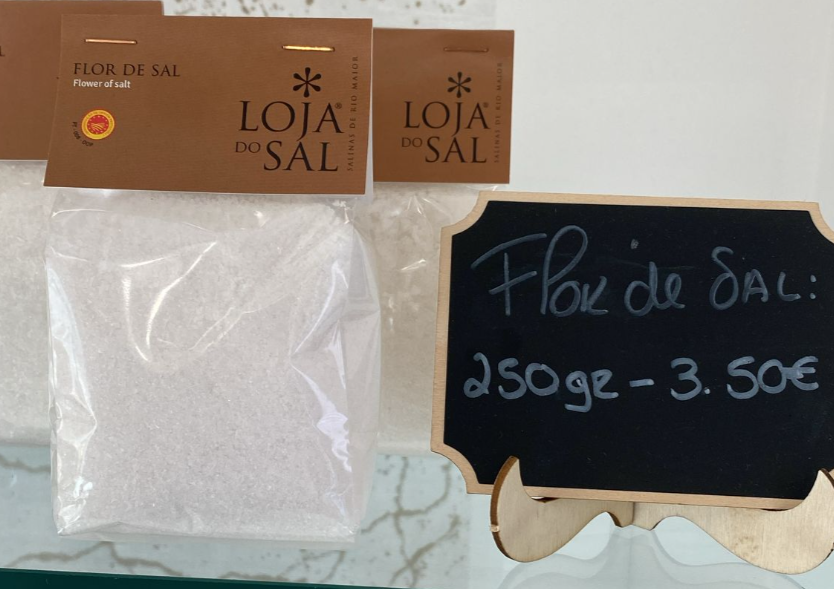 FLOR DE SAL
Flower of salt
LOJA®
DO SAL
SALINAS DE RIO MAIOR
LOJA®
DO SAL
SALINAS DE RIO MAIOR
Flor de SAL:
250gr - 3.50€